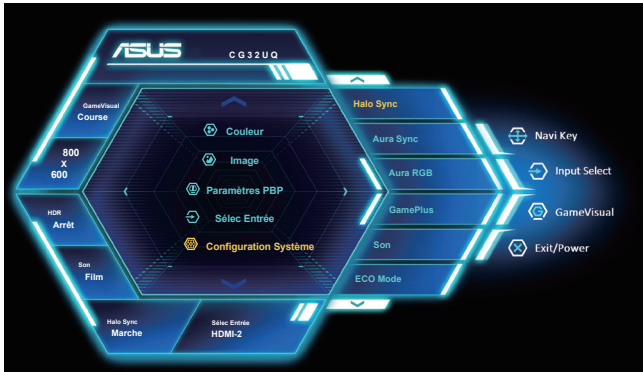 ASUS
CG32UQ
GameVisual
Course
800
X
600
HDR
Arrêt
Son
Film
Halo Sync
Marche
Sélec Entrée
HDMI-2
Couleur
Image
Paramètres PBP
Sélec Entrée
Configuration Système
Halo Sync
Aura Sync
Aura RGB
GamePlus
Son
ECO Mode
Navi Key
Input Select
GameVisual
Exit/Power